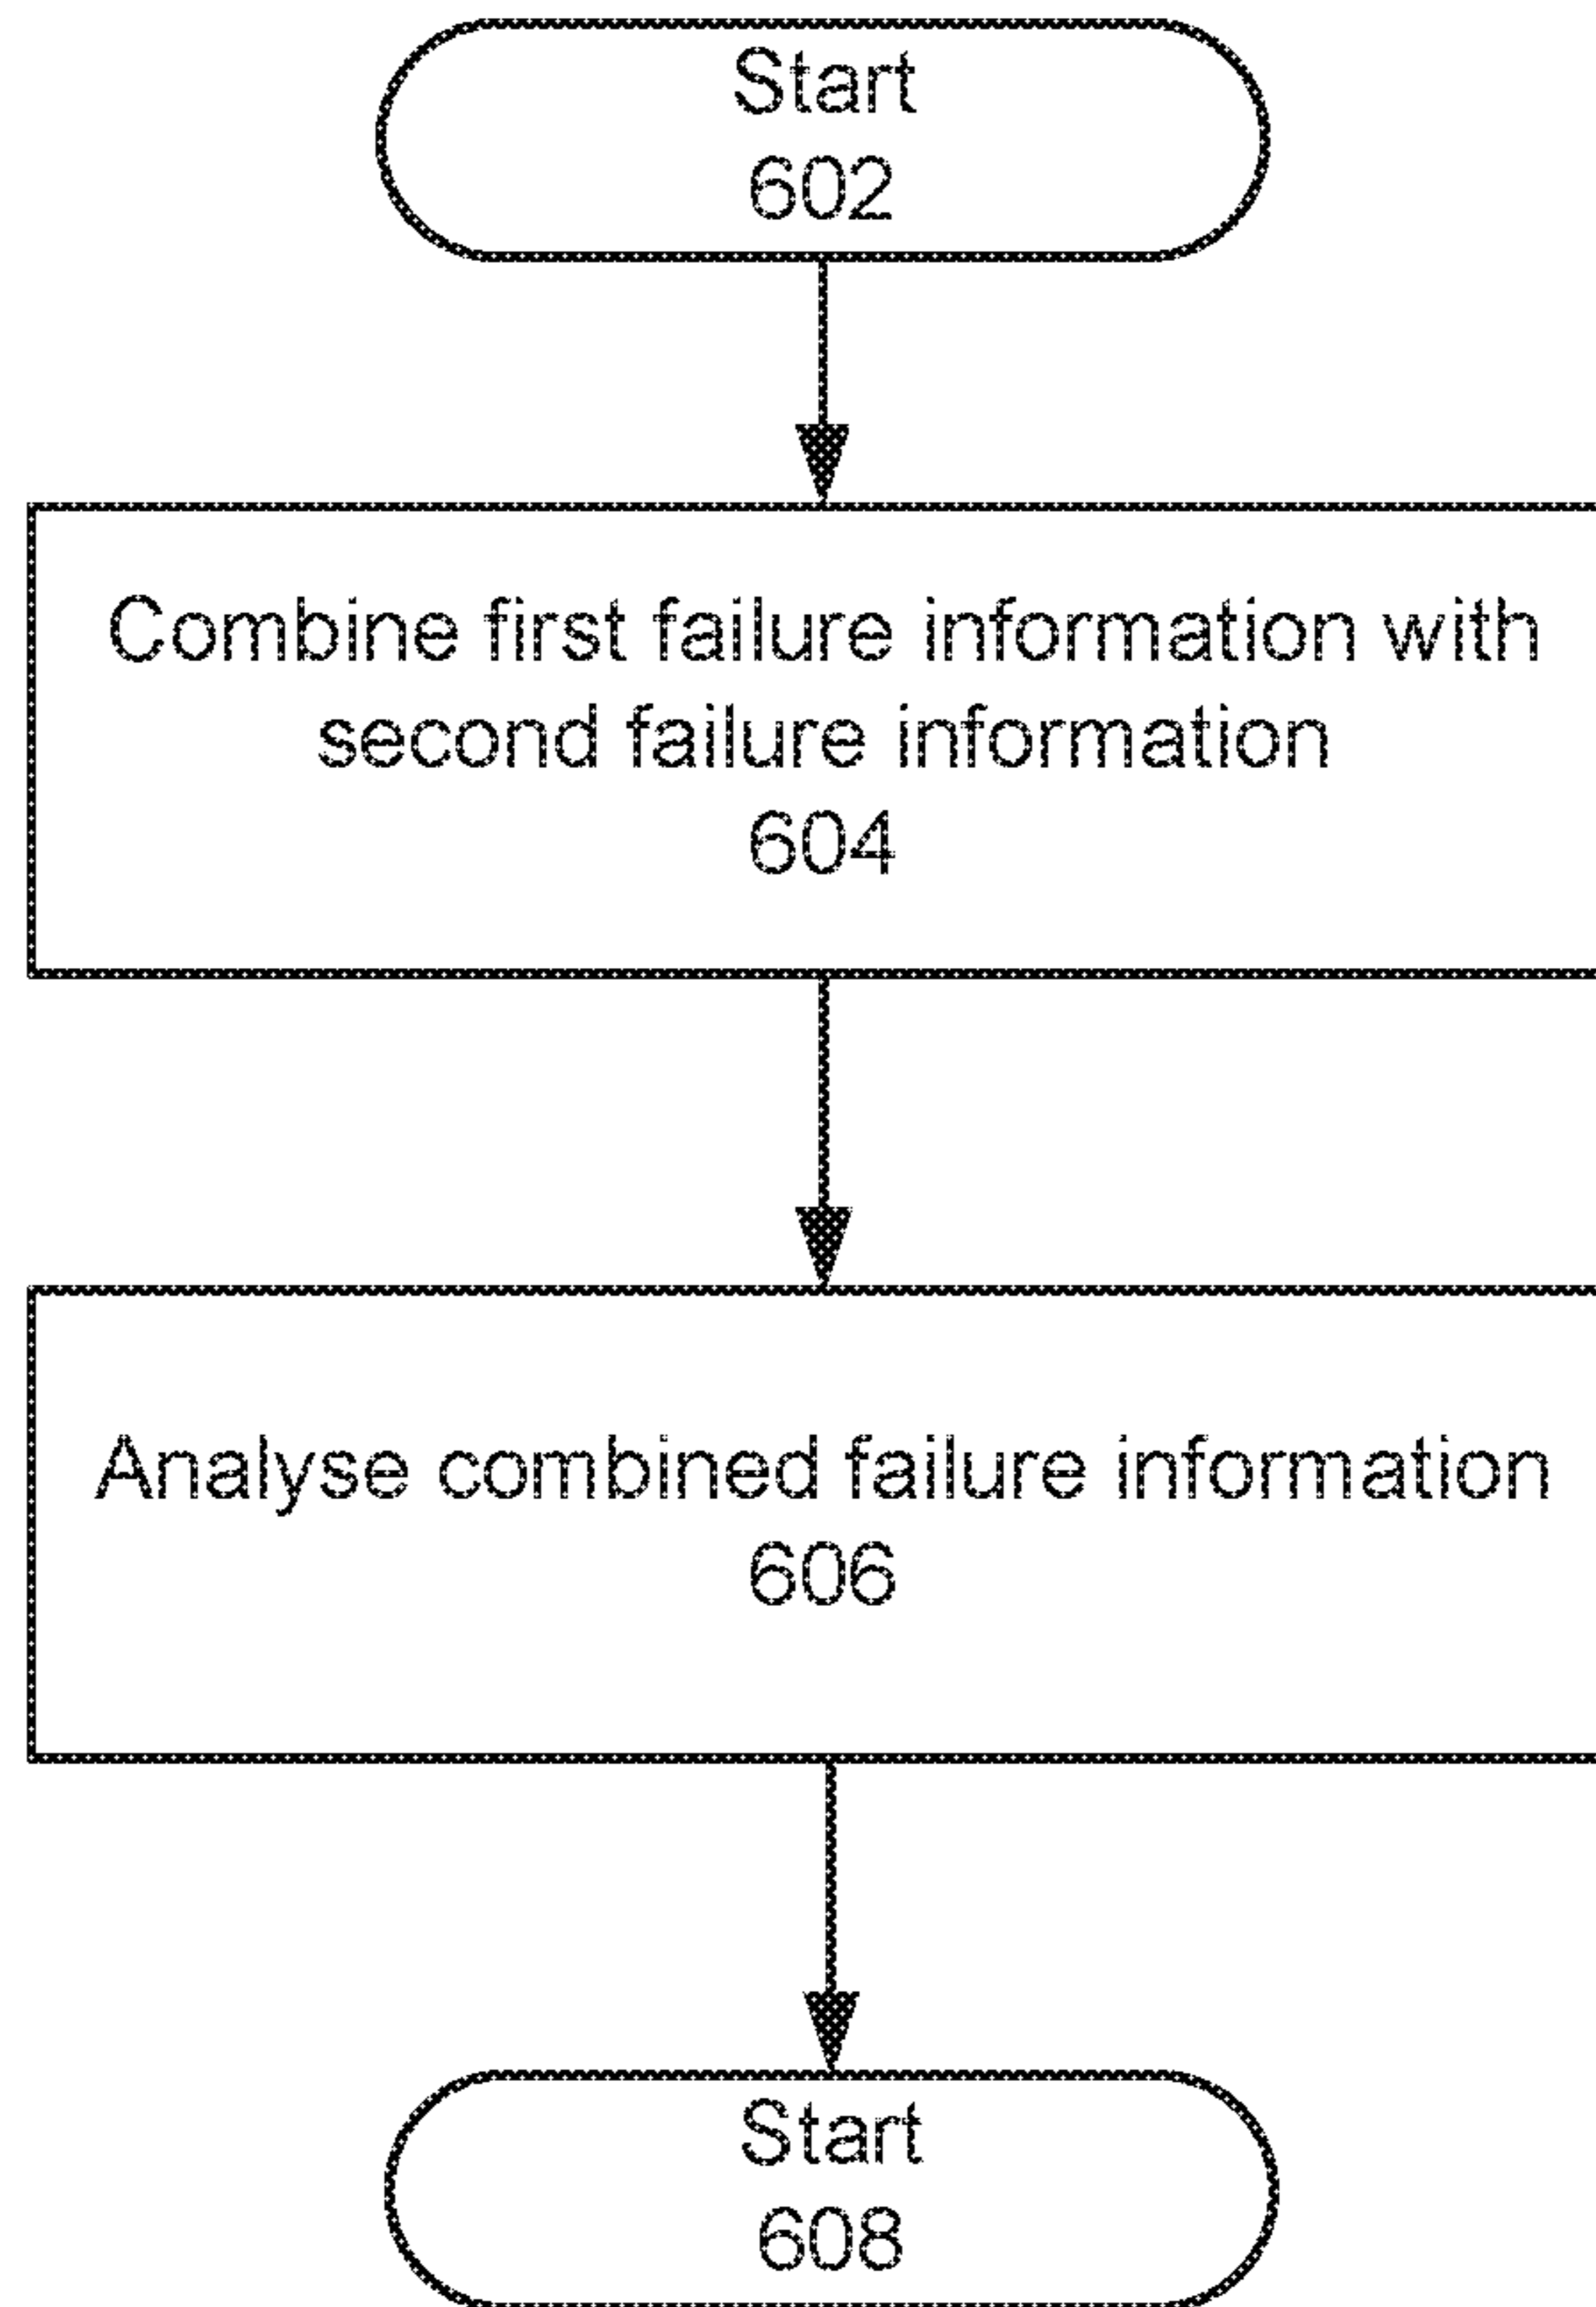 Start
602
Combine first failure information with
second failure information
604
Analyse combined failure information
606
Start
608